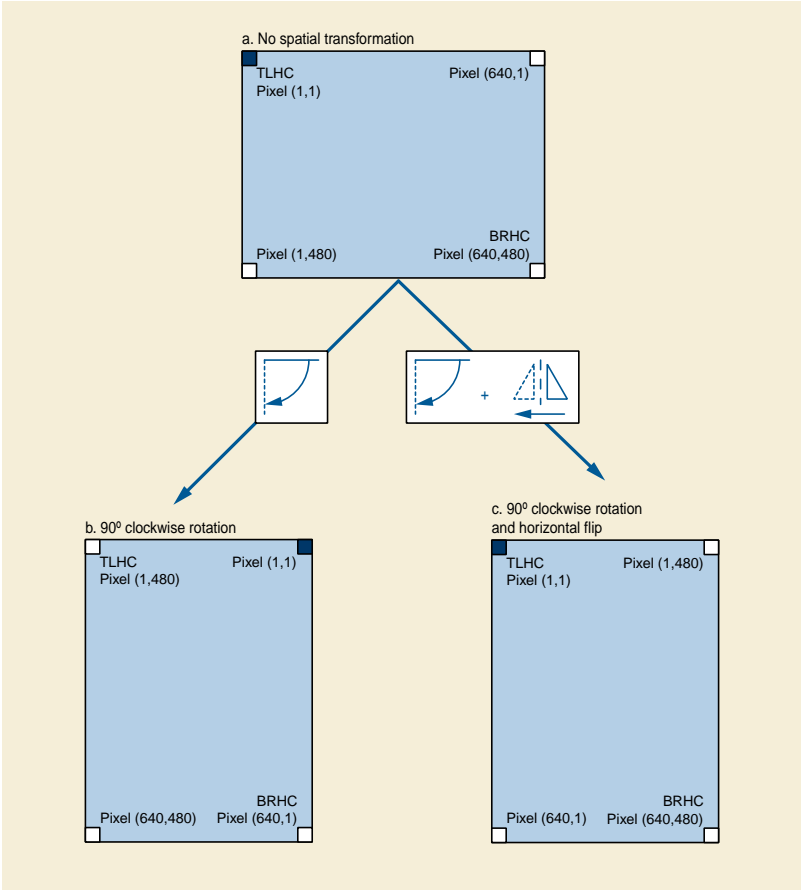 a. No spatial transformation
TLHC
Pixel (1,1)
Pixel (640,1)
BRHC
Pixel (1,480)
Pixel (640,480)
+
b. 90º clockwise rotation
TLHC
Pixel (1,480)
Pixel (1,1)
BRHC
Pixel (640,480)
Pixel (640,1)
c. 90º clockwise rotation
and horizontal flip
TLHC
Pixel (1,1)
Pixel (1,480)
BRHC
Pixel (640,1)
Pixel (640,480)